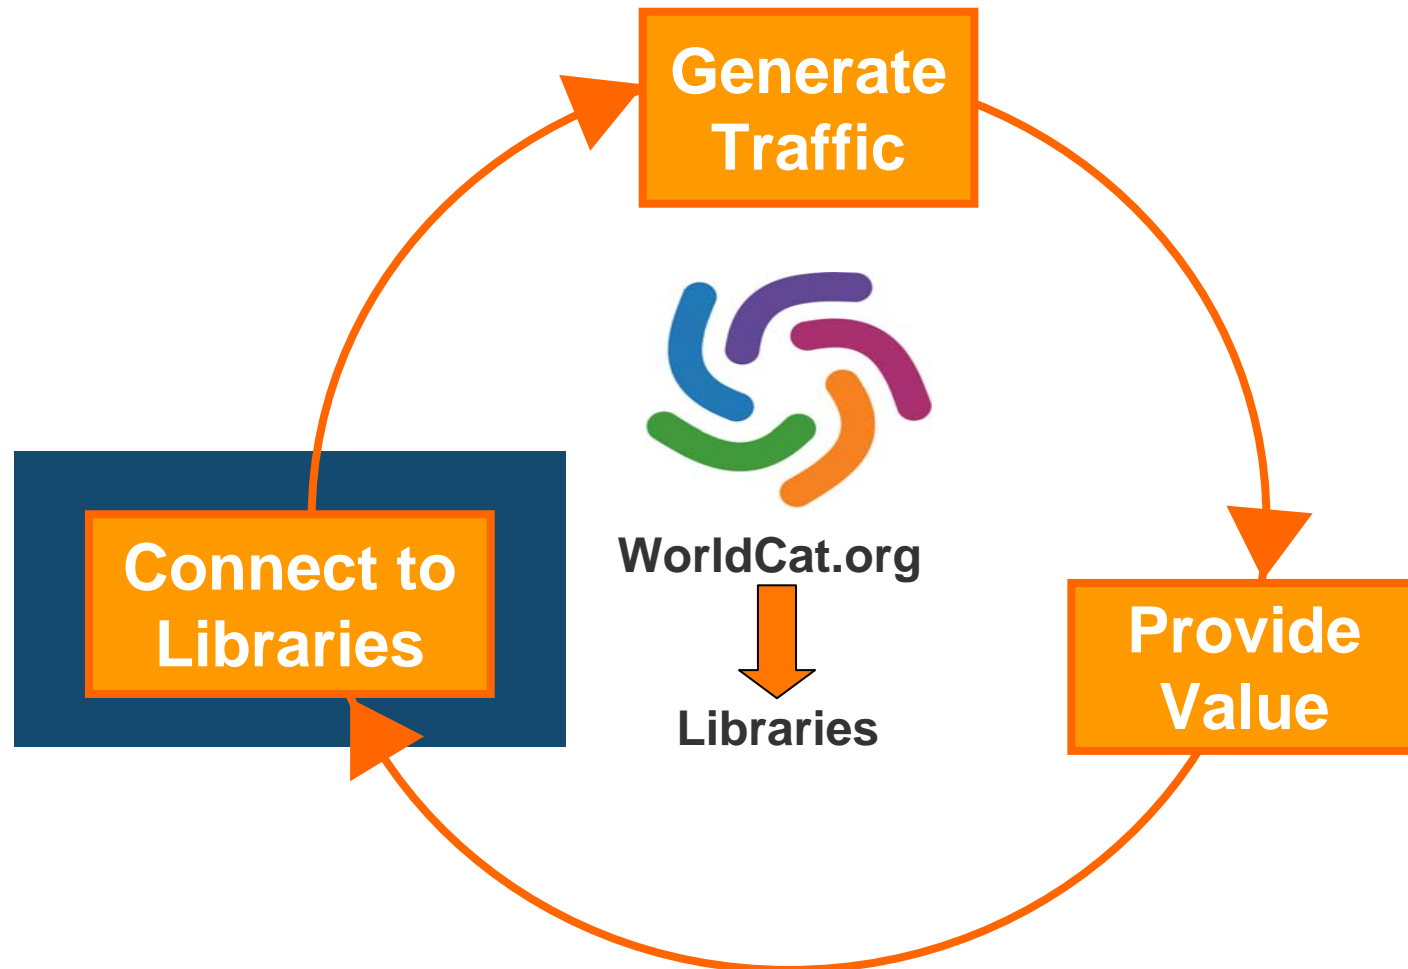 Generate
Traffic
WorldCat.org
Connect to
Libraries
Provide
Value
Libraries